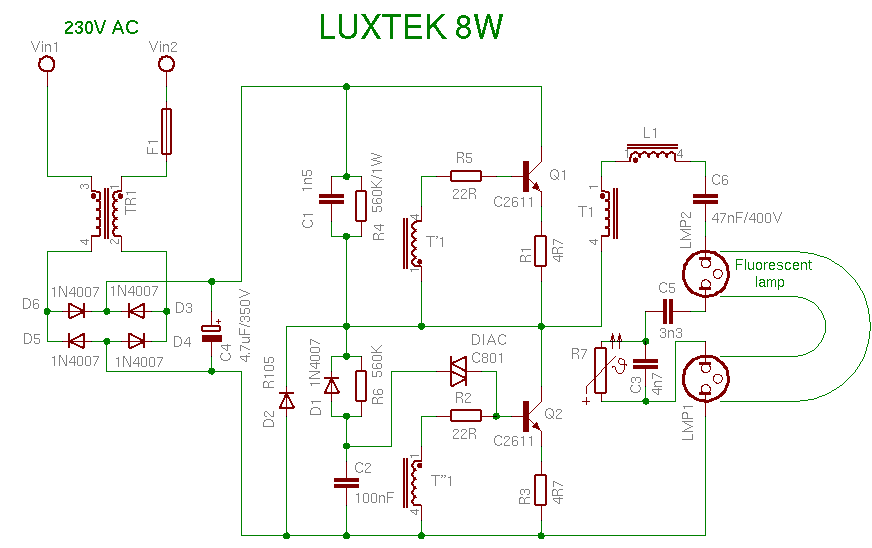 LUXTEK 8W
230V AC
Vin1
Vin2
F1
TR1
3
1
4
2
D6
1N4007
1N4007
D3
D5
1N4007
1N4007
D4
+
C4
4.7uF/350V
1n5
C1
560K/1W
R4
R5
22R
Q1
C2611
T'1
4
1
R1
4R7
L1
1
4
T1
1
4
C6
47nF/400V
LMP2
Fluorescent
lamp
C5
3n3
R7
ϑ
+
C3
4n7
LMP1
R105
D2
1N4007
D1
560K
R6
DIAC
C801
R2
22R
Q2
C2611
C2
100nF
T"1
1
4
R3
4R7